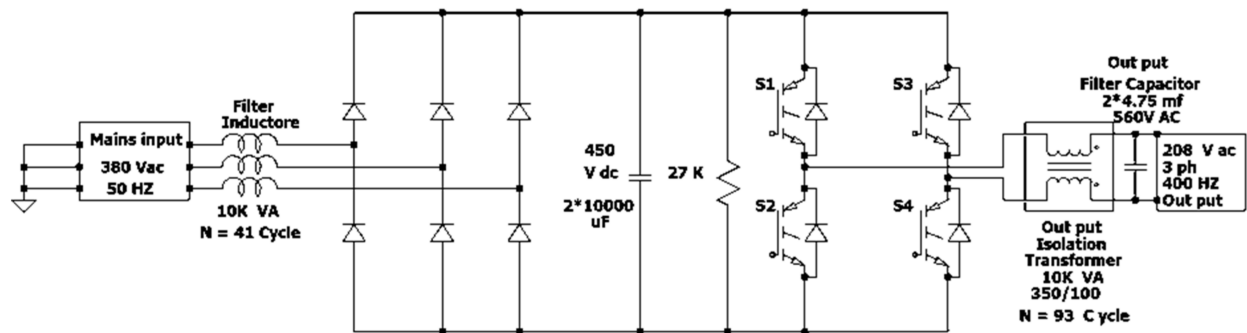 Mains input
380 Vac
50 HZ
Filter
Inductore
10K VA
N = 41 Cycle
450
V dc
2*10000
uF
27 K
S1
S2
S3
S4
Out put
Filter Capacitor
2*4.75 mf
560V AC
208 V ac
3 ph
400 HZ
Out put
Out put
Isolation
Transformer
10K VA
350/100
N = 93 C ycle